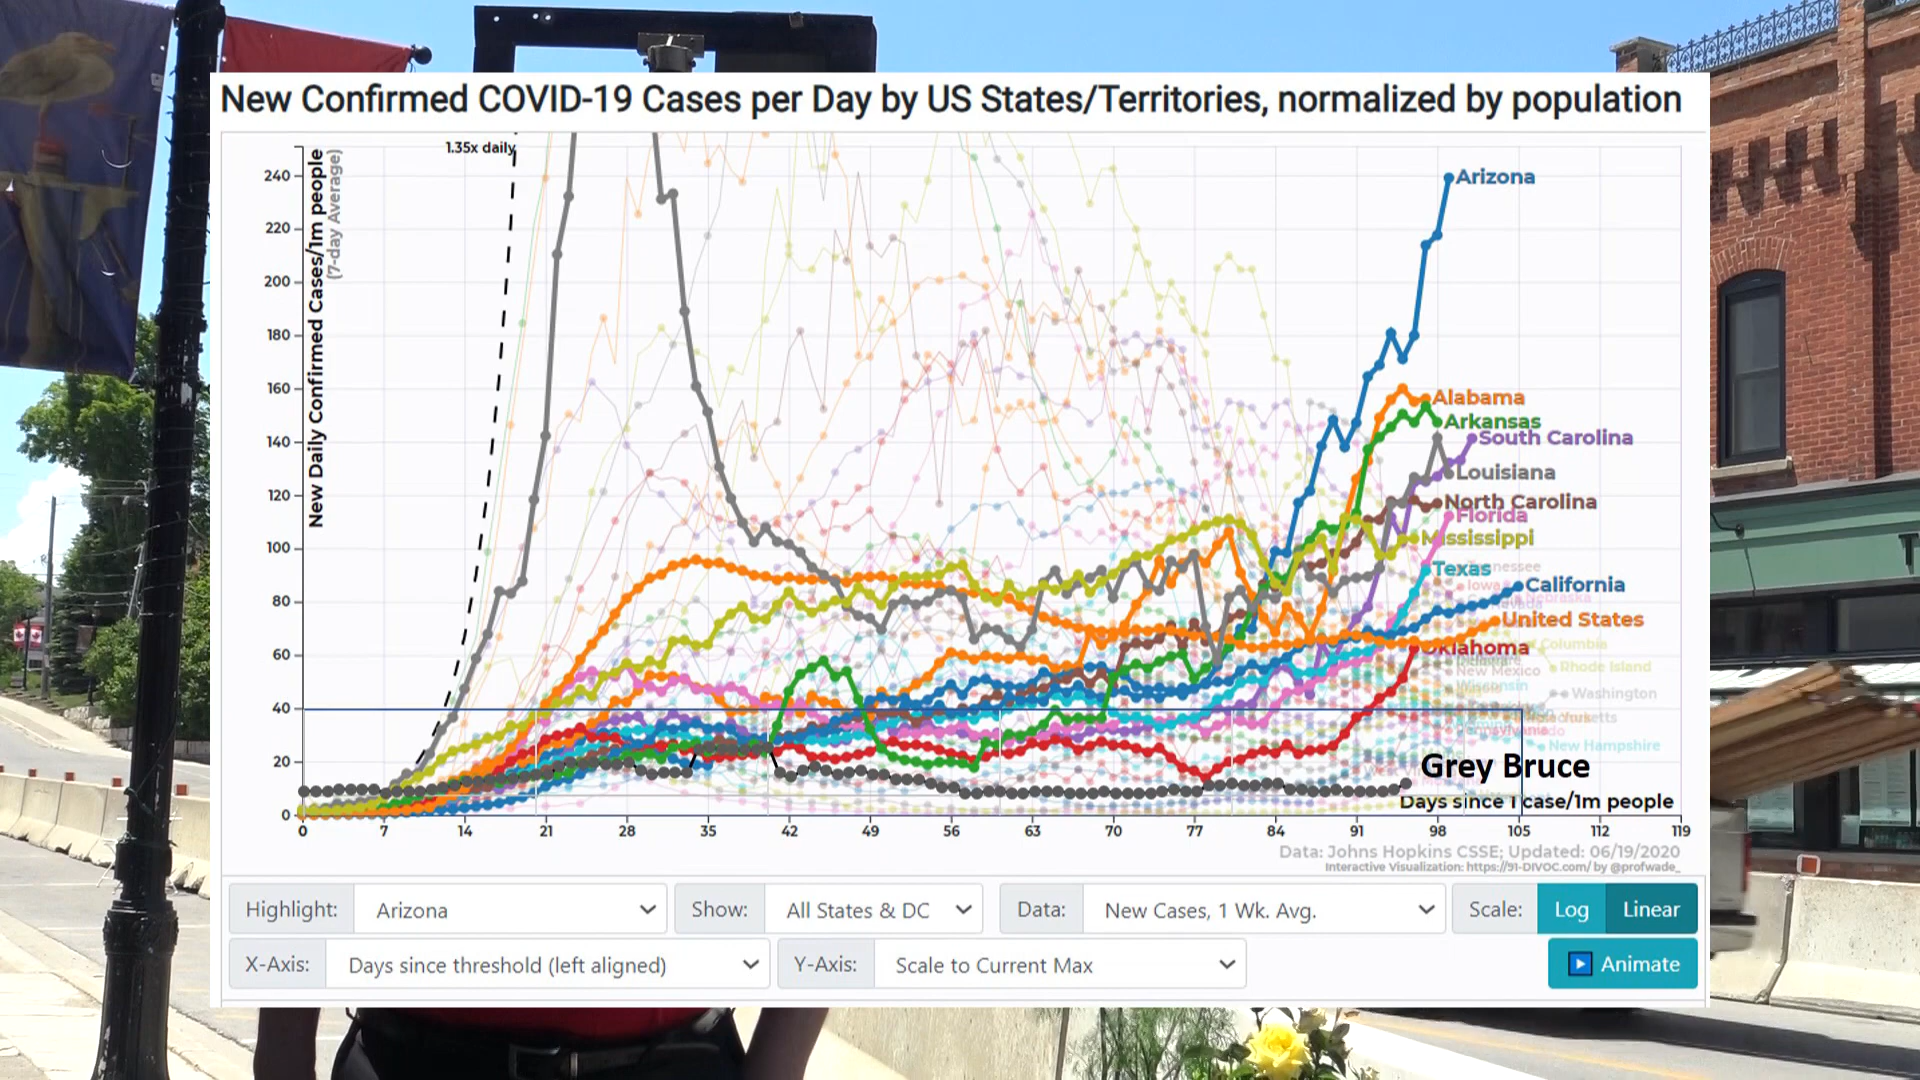 New Confirmed COVID-19 Cases per Day by US States/Territories, normalized by population
New Daily Confirmed Cases/1m people
(7-day Average)
1.35x daily
240
220
200
180
160
140
120
100
80
60
40
20
0
Arizona
Alabama
Arkansas
South Carolina
Louisiana
North Carolina
Florida
Mississippi
Texas
California
United States
Oklahoma
Rhode Island
New Mexico
Washington
New Hampshire
Grey Bruce
Days since 1 case/1m people
0
7
14
21
28
35
42
49
56
63
70
77
84
91
98
105
112
119
Data: Johns Hopkins CSSE; Updated: 06/19/2020
Interactive Visualization: https://91-DIVOC.com/ by @profwade_
Highlight: Arizona
Show: All States & DC
Data: New Cases, 1 Wk. Avg.
Scale: Log Linear
X-Axis: Days since threshold (left aligned)
Y-Axis: Scale to Current Max
Animate